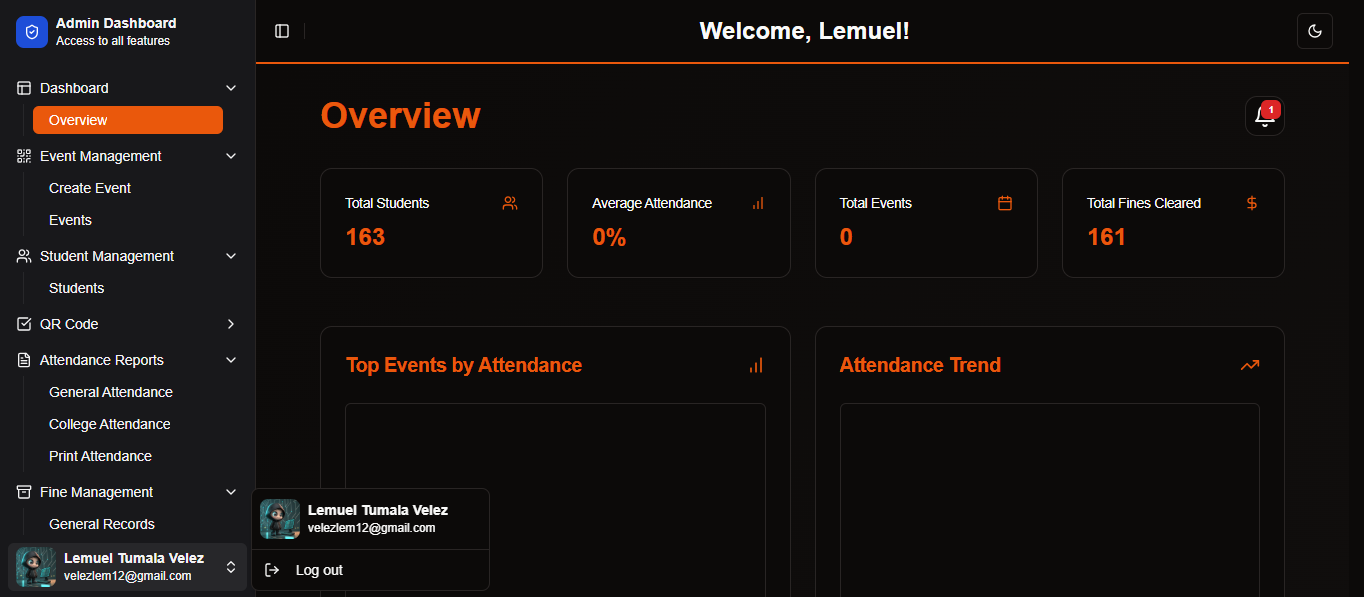 Admin Dashboard
Access to all features
Dashboard
Overview
Event Management
Create Event
Events
Student Management
Students
QR Code
Attendance Reports
General Attendance
College Attendance
Print Attendance
Fine Management
General Records
Lemuel Tumala Velez
velezlem12@gmail.com
Welcome, Lemuel!
Overview
1
Total Students
163
Average Attendance
0%
Total Events
0
Total Fines Cleared
161
Top Events by Attendance
Attendance Trend
Lemuel Tumala Velez
velezlem12@gmail.com
Log out